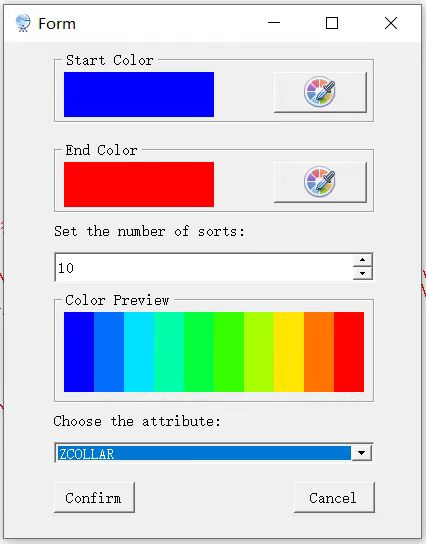 Form
Start Color
End Color
Set the number of sorts:
10
Color Preview
Choose the attribute:
ZCOLLAR
Confirm
Cancel